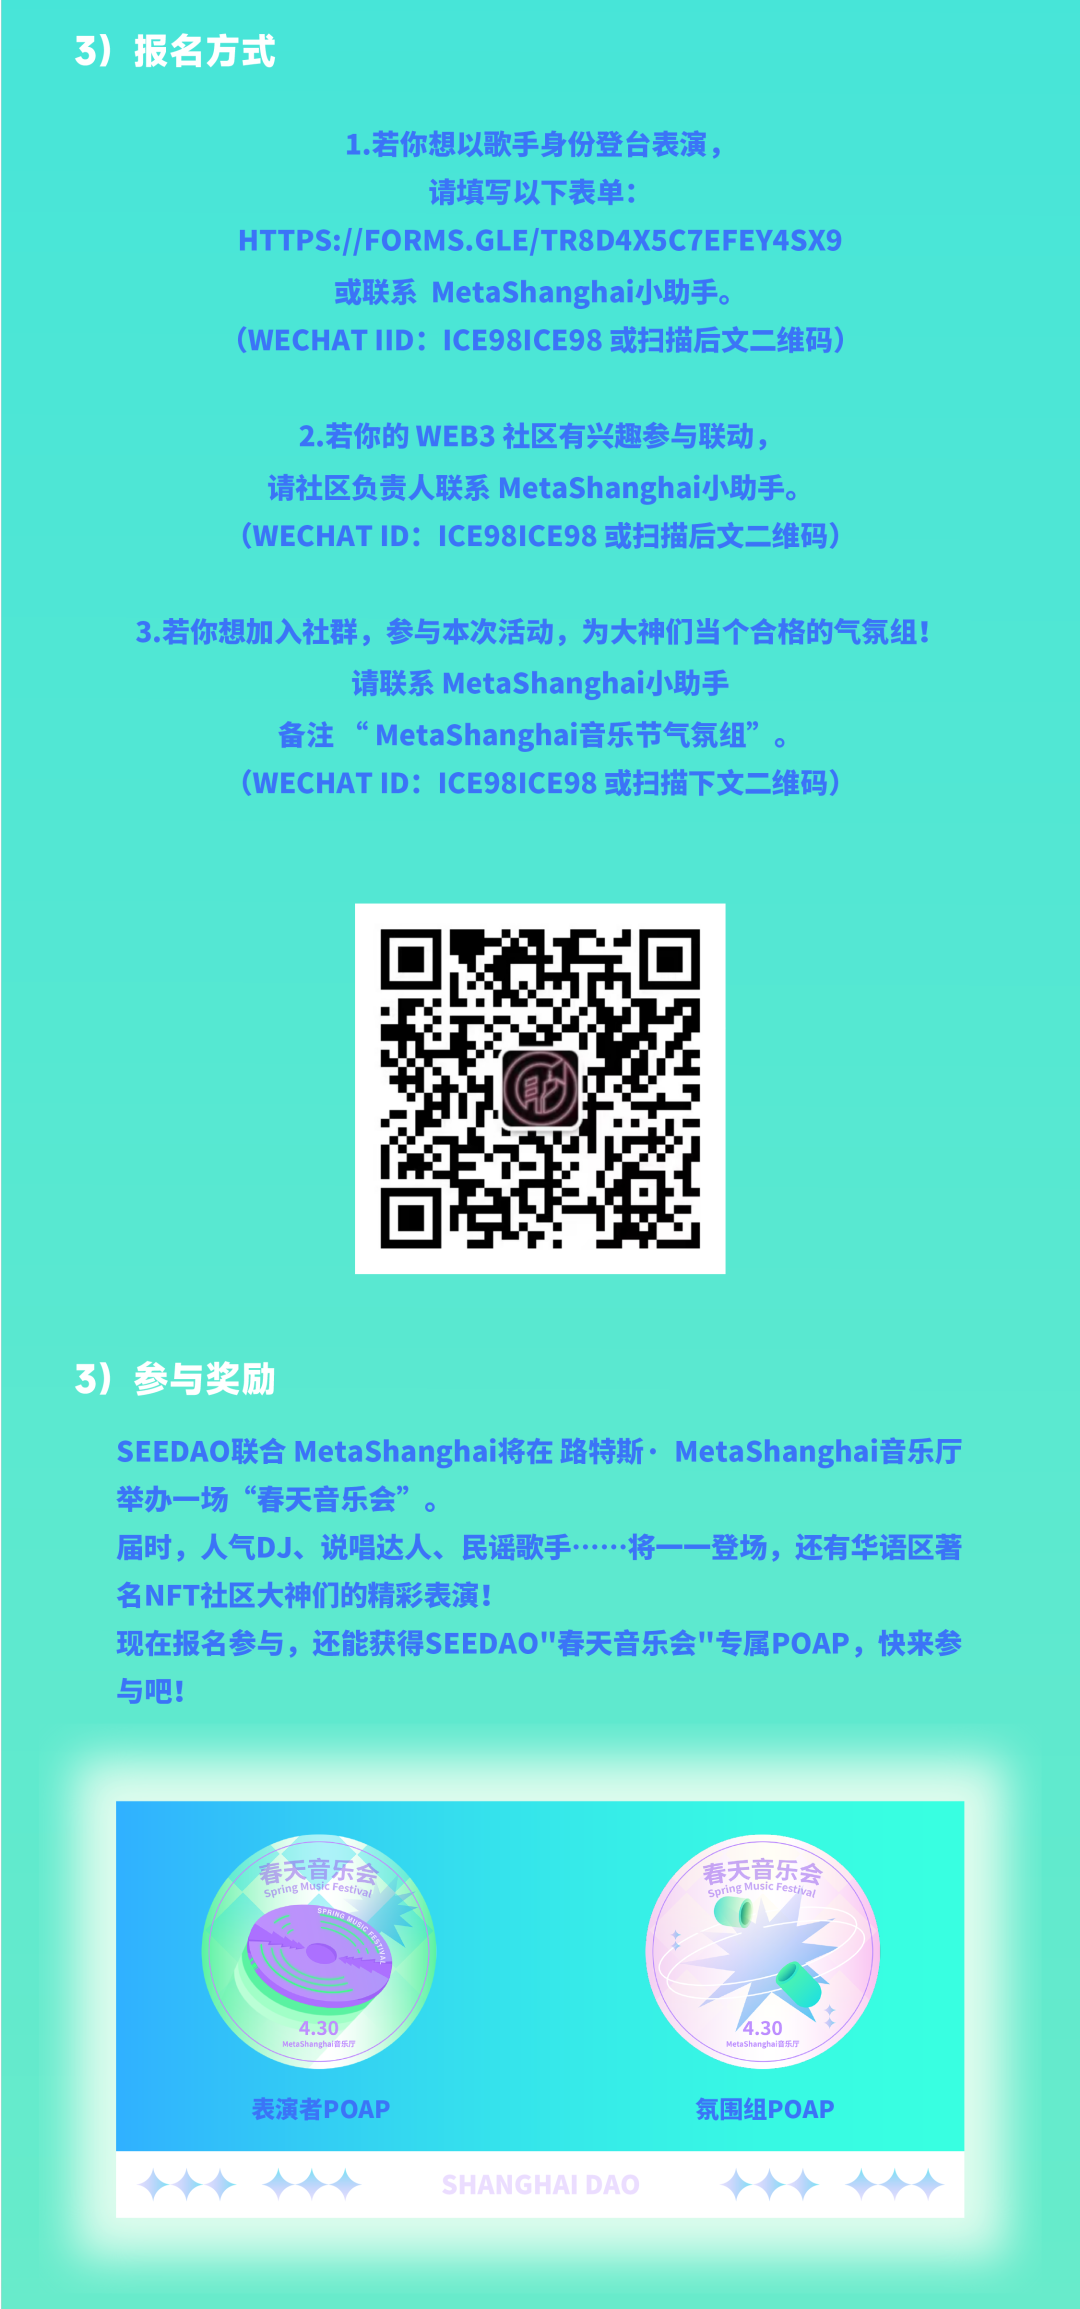 3）报名方式
1.若你想以歌手身份登台表演，
请填写以下表单：
HTTPS://FORMS.GLE/TR8D4X5C7EFEY4SX9
或联系 MetaShanghai小助手。
（WECHAT IID：ICE98ICE98 或扫描后文二维码）
2.若你的 WEB3 社区有兴趣参与联动，
请社区负责人联系 MetaShanghai小助手。
（WECHAT ID：ICE98ICE98 或扫描后文二维码）
3.若你想加入社群，参与本次活动，为大神们当个合格的气氛组！
请联系 MetaShanghai小助手
备注 “ MetaShanghai音乐节气氛组”。
（WECHAT ID：ICE98ICE98 或扫描下文二维码）
助
3）参与奖励
SEEDAO联合 MetaShanghai将在 路特斯· MetaShanghai音乐厅
举办一场“春天音乐会”。
届时，人气DJ、说唱达人、民谣歌手……将一一登场，还有华语区著
名NFT社区大神们的精彩表演！
现在报名参与，还能获得SEEDAO"春天音乐会"专属POAP，快来参
与吧！
春天音乐会
Spring Music Festival
SPRING MUSIC FESTIVAL
4.30
MetaShanghai音乐厅
表演者POAP
春天音乐会
Spring Music Festival
4.30
MetaShanghai音乐厅
氛围组POAP
SHANGHAI DAO